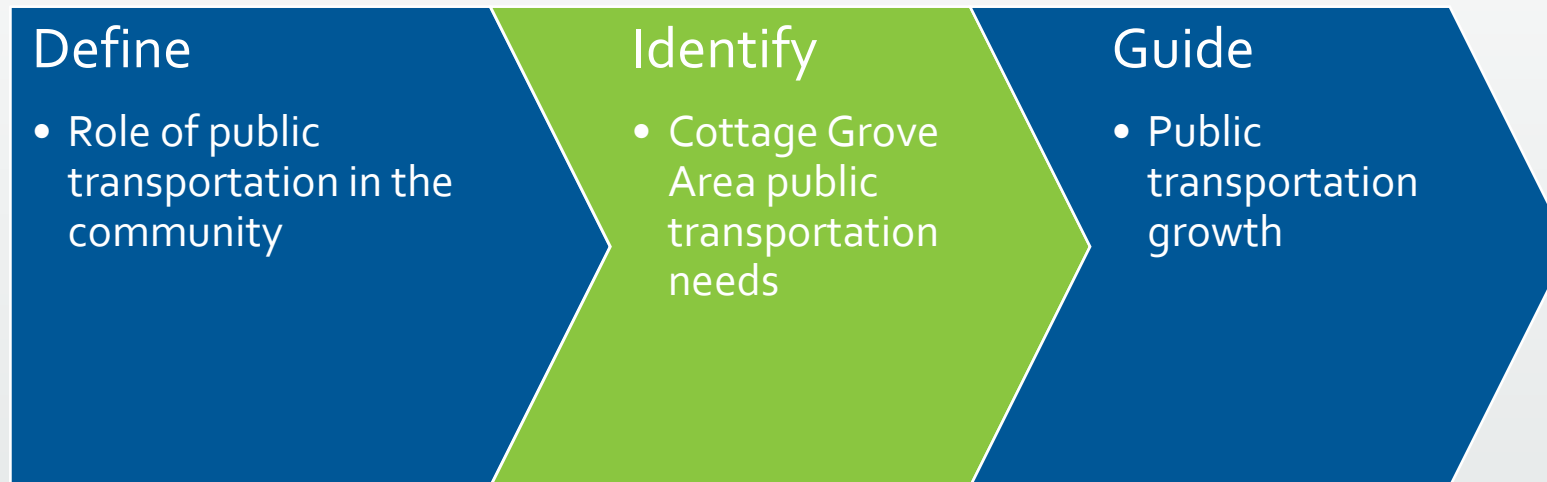 Define
• Role of public
transportation in the
community
Identify
• Cottage Grove
Area public
transportation
needs
Guide
• Public
transportation
growth